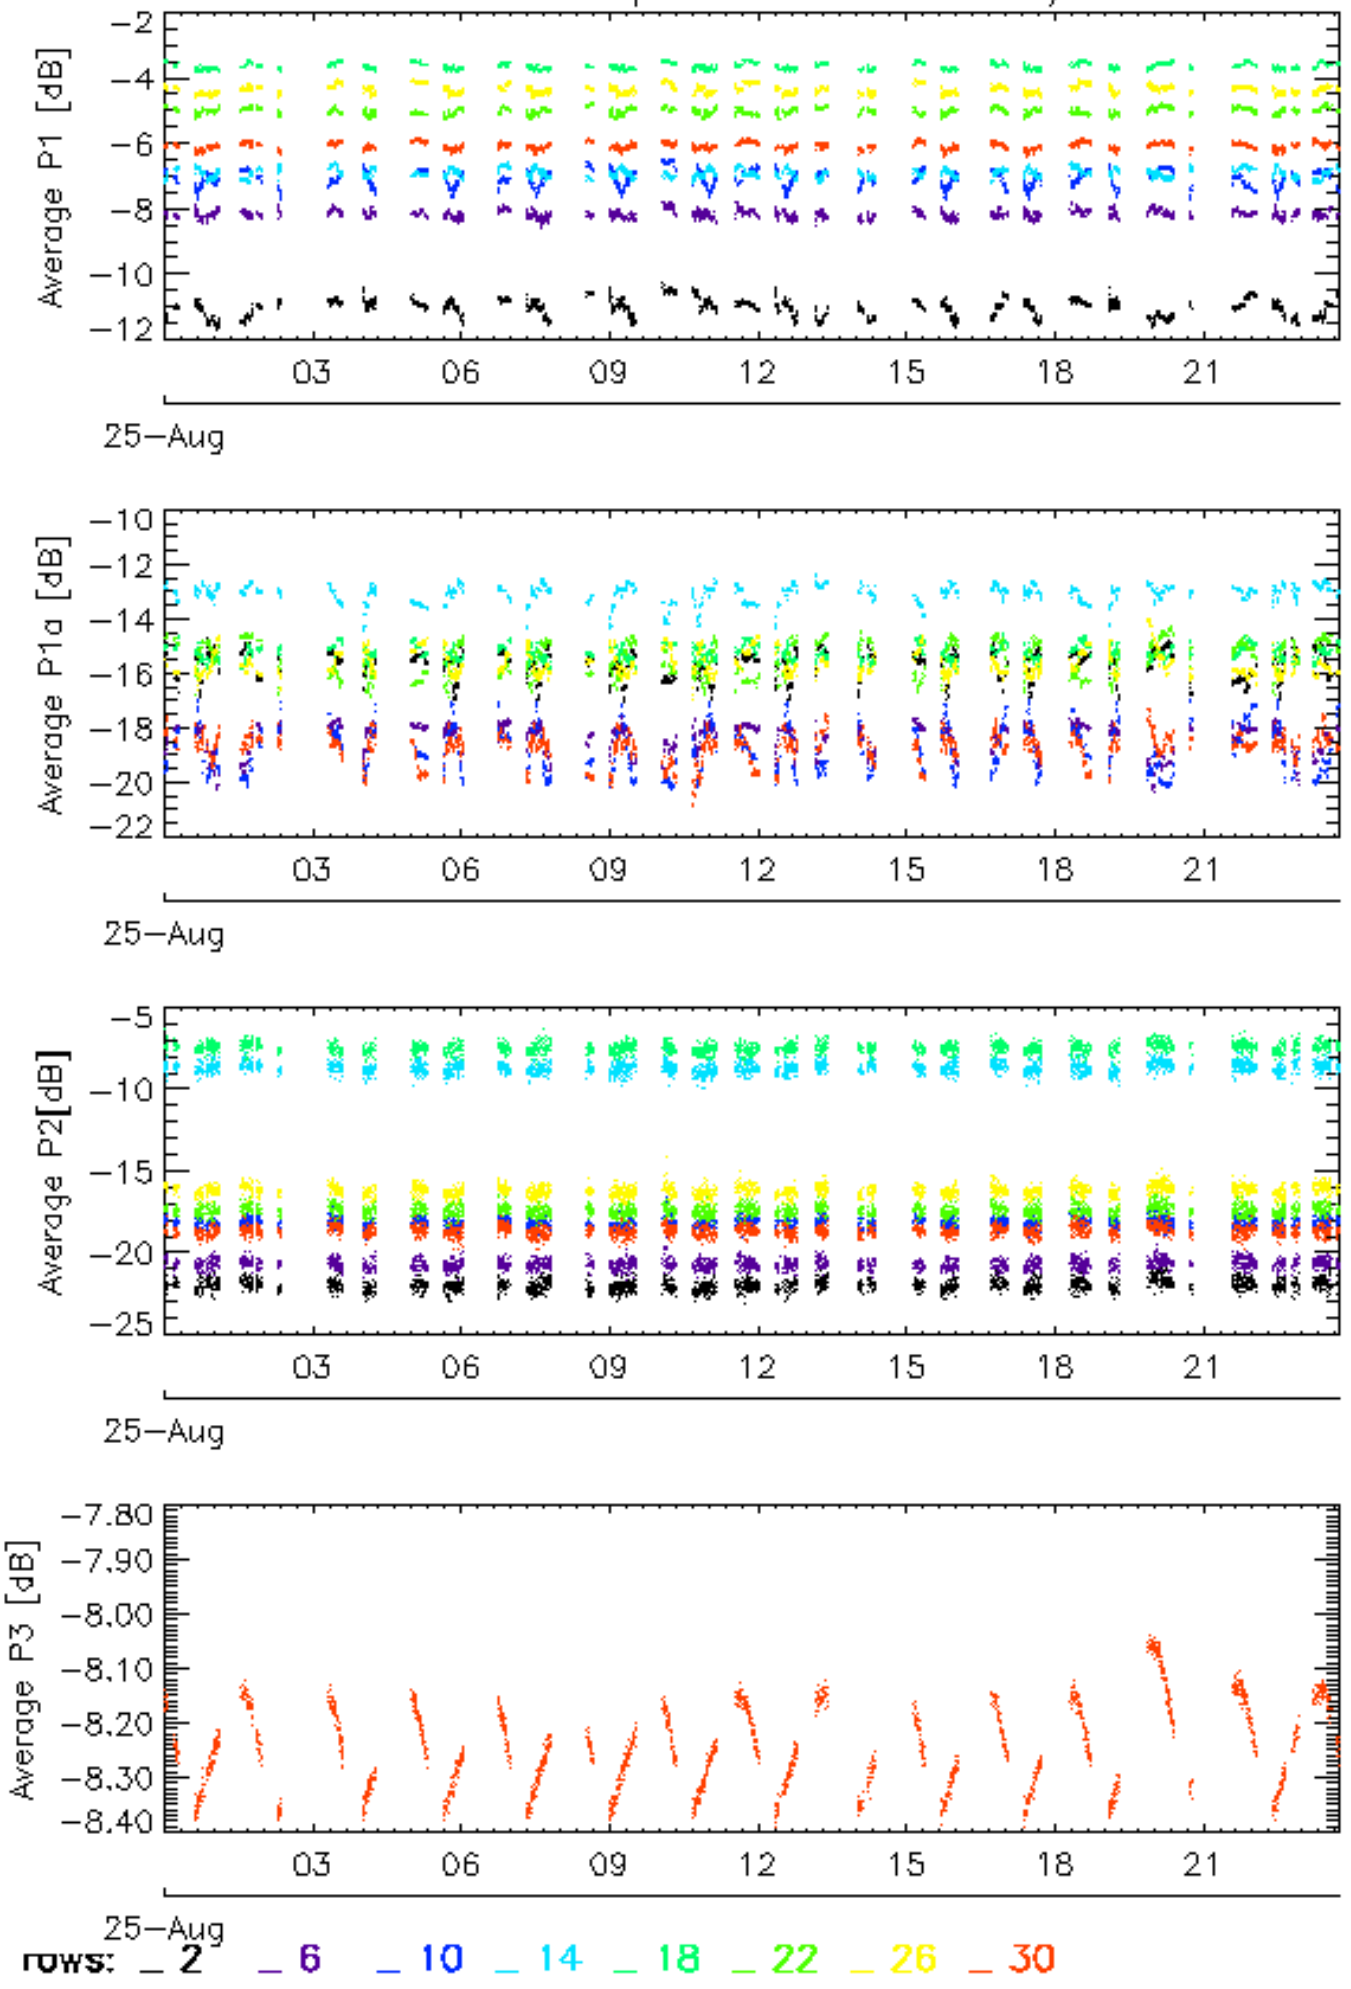 Average P1 [dB]
−2
−4
−6
−8
−10
−12
03 06 09 12 15 18 21
25−Aug
Average P1a [dB]
−10
−12
−14
−16
−18
−20
−22
03 06 09 12 15 18 21
25−Aug
Average P2[dB]
−5
−10
−15
−20
−25
03 06 09 12 15 18 21
25−Aug
Average P3 [dB]
−7.80
−7.90
−8.00
−8.10
−8.20
−8.30
−8.40
03 06 09 12 15 18 21
25−Aug
rows: _ 2 _ 6 _ 10 _ 14 _ 18 _ 22 _ 26 _ 30